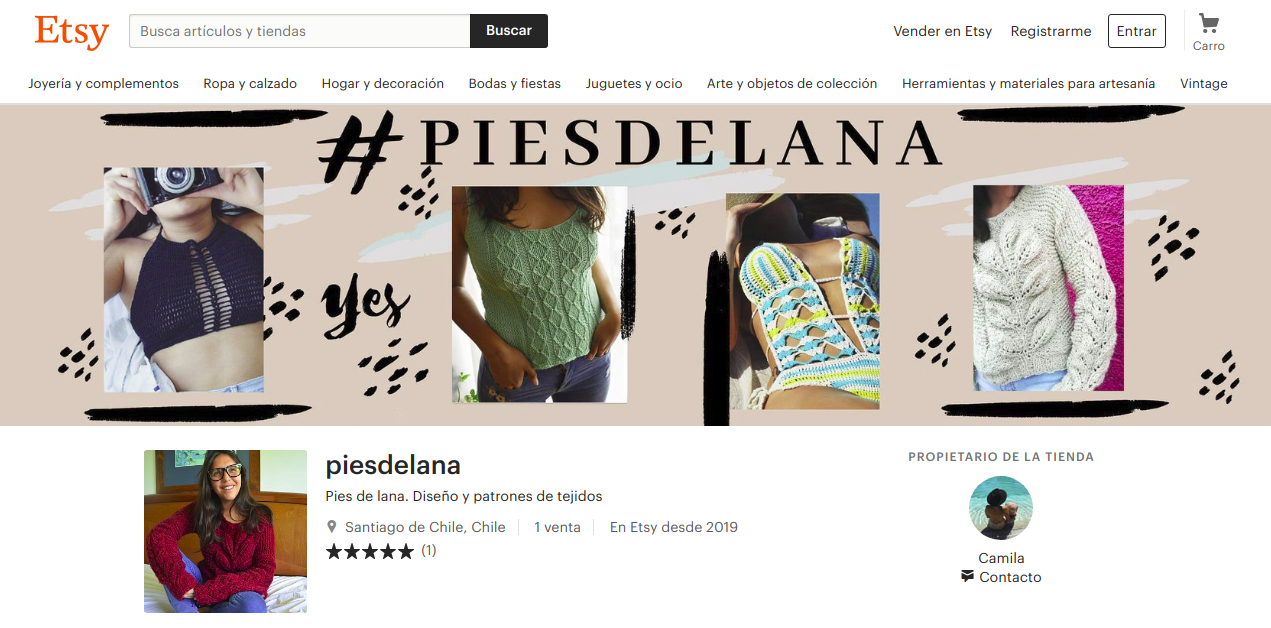 Etsy
Busca artículos y tiendas
Buscar
Vender en Etsy
Registrarme
Entrar
Carro
Joyería y complementos
Ropa y calzado
Hogar y decoración
Bodas y fiestas
Juguetes y ocio
Arte y objetos de colección
Herramientas y materiales para artesanía
Vintage
#PIESDELANA
yes
piesdelana
Pies de lana. Diseño y patrones de tejidos
Santiago de Chile, Chile
1 venta
En Etsy desde 2019
(1)
PROPIETARIO DE LA TIENDA
Camila
Contacto